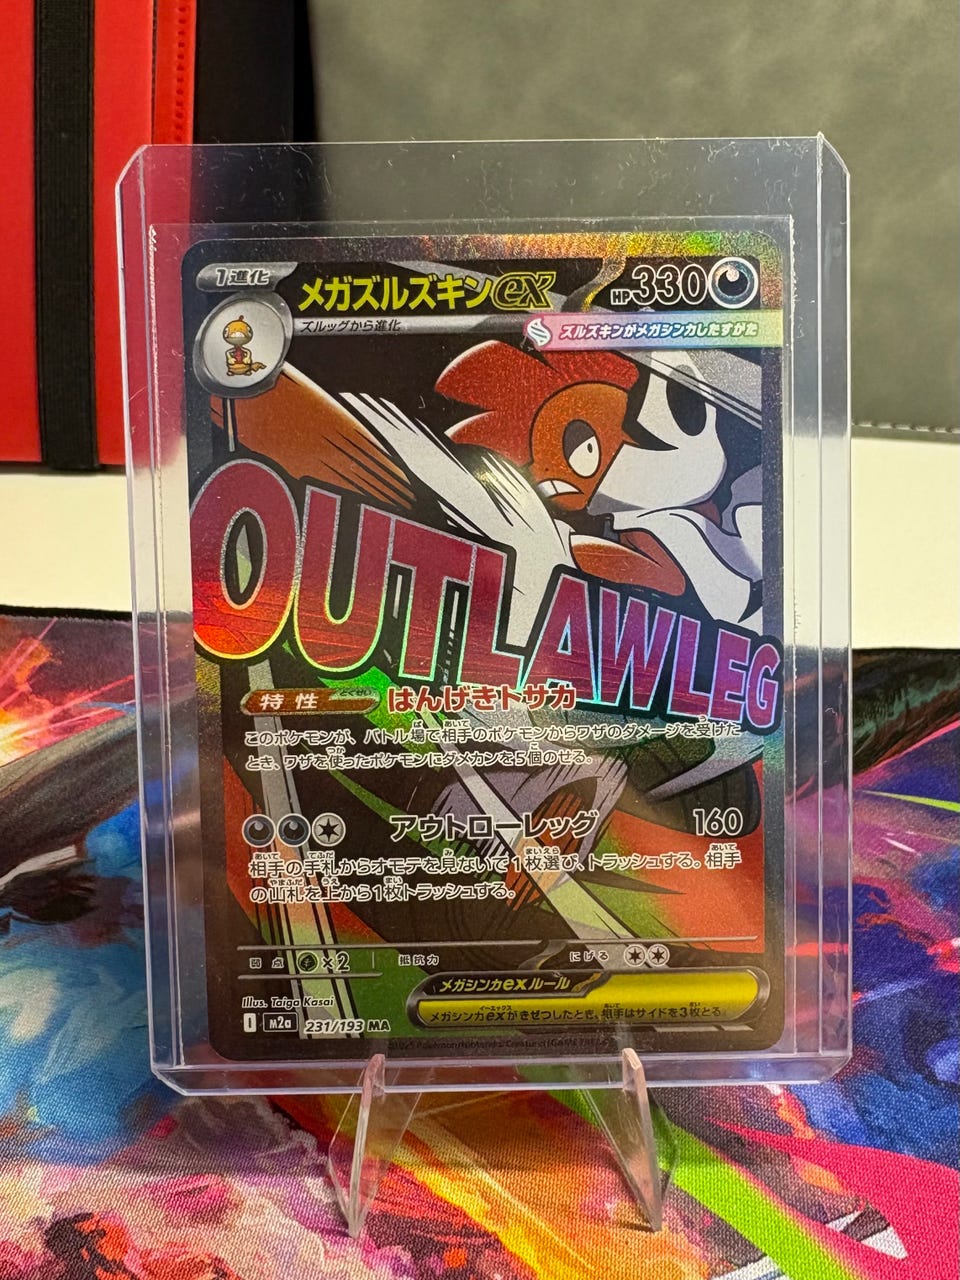 1進化
メガズルズキンex
HP330
ズルッグから進化
ズルズキンがメガシンカしたすがた
OUTLAWLEG
特性 はんげきトサカ
このポケモンが、バトル場で相手のポケモンからワザのダメージを受けた
とき、ワザを使ったポケモンにダメカンを5個のせる。
アウトローレッグ 160
相手の手札からオモテを見ないで1枚選び、トラッシュする。相手
の山札を上から1枚トラッシュする。
弱点 ×2 抵抗力 にげる
メガシンカexルール
メガシンカexがきぜつしたとき、相手はサイドを3枚とる。
Illus. Taiga Kasai
I m2a 231/193 MA